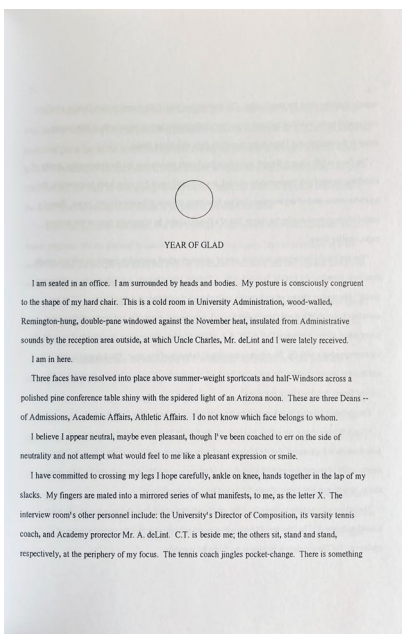 YEAR OF GLAD
I am seated in an office. I am surrounded by heads and bodies. My posture is consciously congruent
to the shape of my hard chair. This is a cold room in University Administration, wood-walled,
Remington-hung, double-pane windowed against the November heat, insulated from Administrative
sounds by the reception area outside, at which Uncle Charles, Mr. deLint and I were lately received.
I am in here.
Three faces have resolved into place above summer-weight sportcoats and half-Windsors across a
polished pine conference table shiny with the spidered light of an Arizona noon. These are three Deans --
of Admissions, Academic Affairs, Athletic Affairs. I do not know which face belongs to whom.
I believe I appear neutral, maybe even pleasant, though I've been coached to err on the side of
neutrality and not attempt what would feel to me like a pleasant expression or smile.
I have committed to crossing my legs I hope carefully, ankle on knee, hands together in the lap of my
slacks. My fingers are mated into a mirrored series of what manifests, to me, as the letter X. The
interview room's other personnel include: the University's Director of Composition, its varsity tennis
coach, and Academy prorector Mr. A. deLint. C.T. is beside me; the others sit, stand and stand,
respectively, at the periphery of my focus. The tennis coach jingles pocket-change. There is something